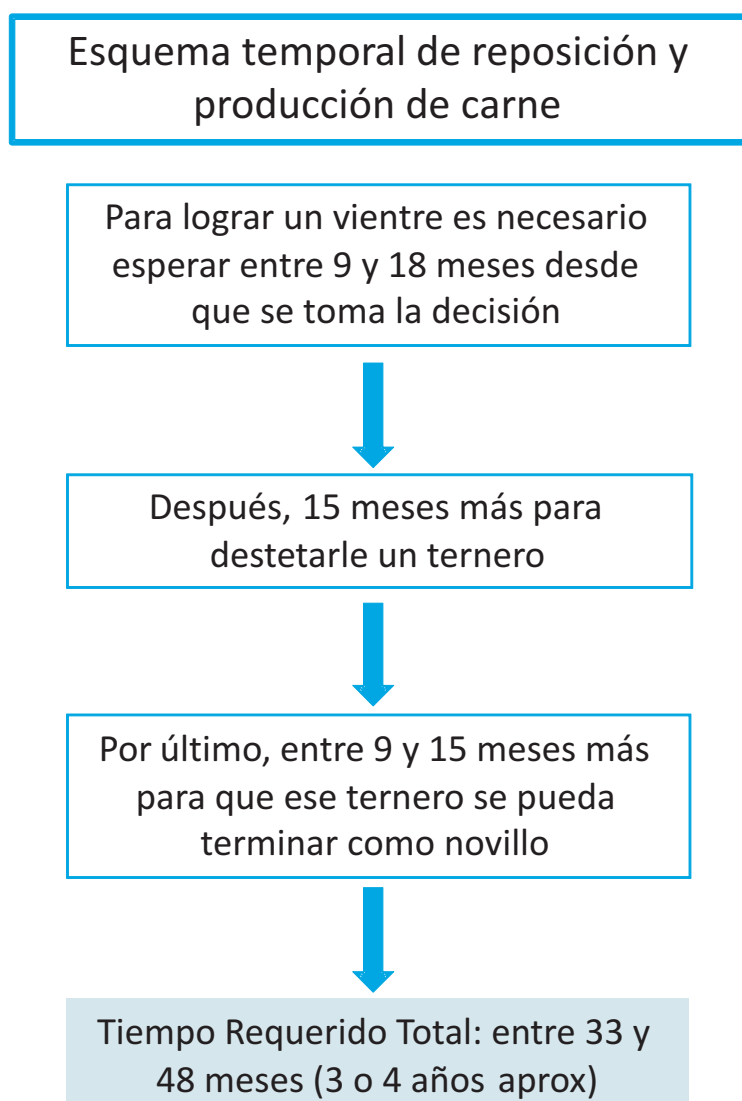 Esquema temporal de reposición y
producción de carne
Para lograr un vientre es necesario
esperar entre 9 y 18 meses desde
que se toma la decisión
Después, 15 meses más para
destetarle un ternero
Por último, entre 9 y 15 meses más
para que ese ternero se pueda
terminar como novillo
Tiempo Requerido Total: entre 33 y
48 meses (3 o 4 años aprox)